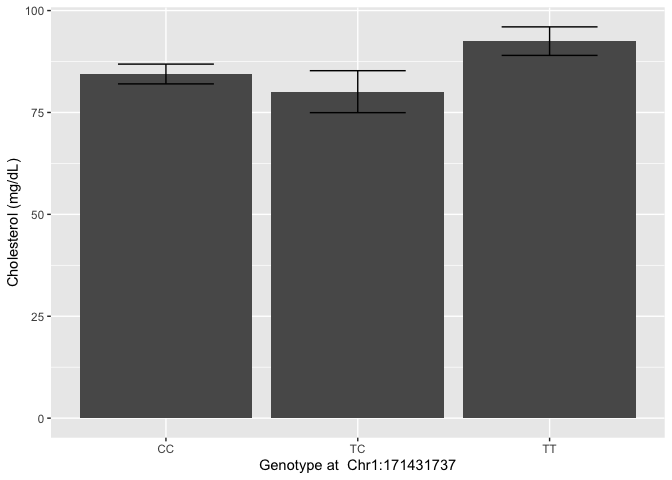 Cholesterol (mg/dL)
100
75
50
25
0
CC TC TT
Genotype at  Chr1:171431737